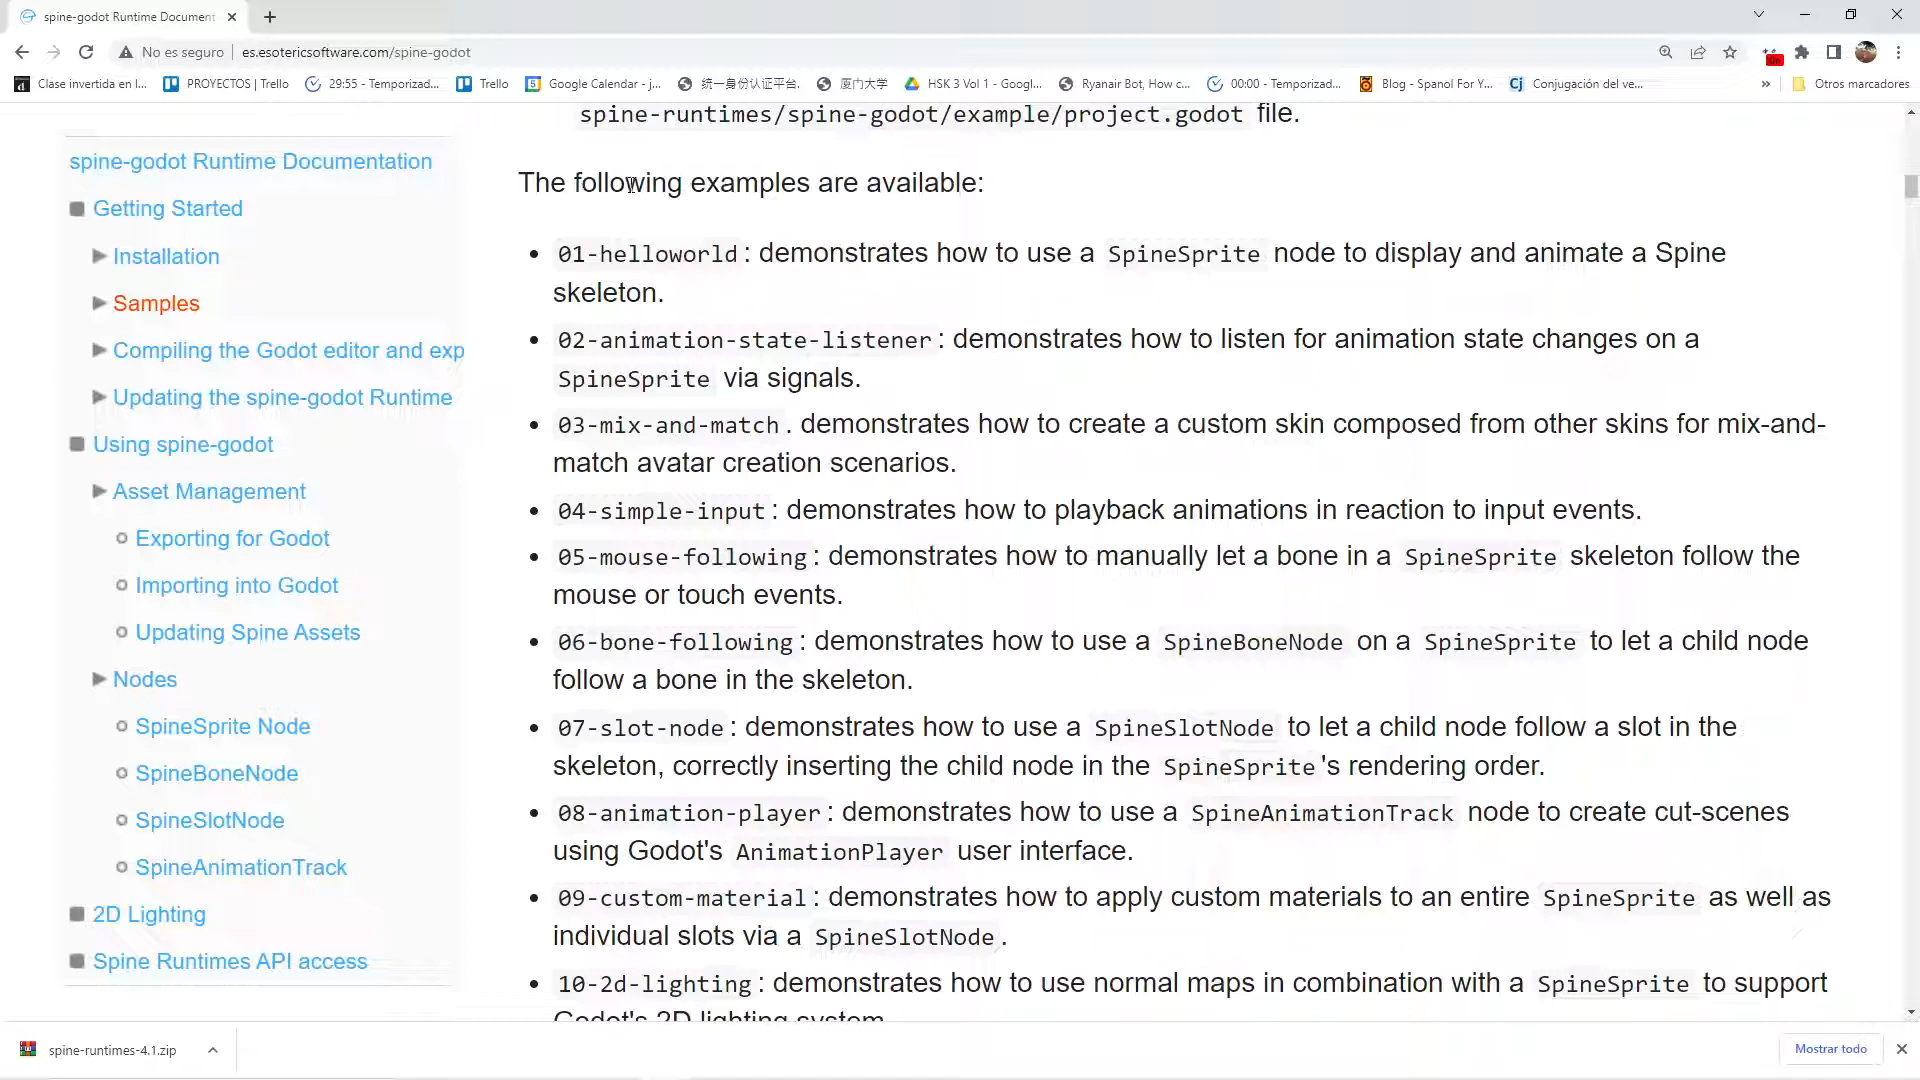 spine-godot Runtime Document
No es seguro
es.esotericsoftware.com/spine-godot
Clase invertida en l...
PROYECTOS | Trello
29:55 - Temporizad...
Trello
Google Calendar - j...
统一身份认证平台.
厦门大学
HSK 3 Vol 1 - Googl...
Ryanair Bot, How c...
00:00 - Temporizad...
Blog - Spanol For Y...
Conjugación del ve...
»
Otros marcadores
spine-godot Runtime Documentation
Getting Started
Installation
Samples
Compiling the Godot editor and exp
Updating the spine-godot Runtime
Using spine-godot
Asset Management
Exporting for Godot
Importing into Godot
Updating Spine Assets
Nodes
SpineSprite Node
SpineBoneNode
SpineSlotNode
SpineAnimationTrack
2D Lighting
Spine Runtimes API access
spine-runtimes/spine-godot/example/project.godot file.
The following examples are available:
• 01-helloworld: demonstrates how to use a SpineSprite node to display and animate a Spine
skeleton.
• 02-animation-state-listener: demonstrates how to listen for animation state changes on a
SpineSprite via signals.
• 03-mix-and-match. demonstrates how to create a custom skin composed from other skins for mix-and-
match avatar creation scenarios.
• 04-simple-input: demonstrates how to playback animations in reaction to input events.
• 05-mouse-following: demonstrates how to manually let a bone in a SpineSprite skeleton follow the
mouse or touch events.
• 06-bone-following: demonstrates how to use a SpineBoneNode on a SpineSprite to let a child node
follow a bone in the skeleton.
• 07-slot-node: demonstrates how to use a SpineSlotNode to let a child node follow a slot in the
skeleton, correctly inserting the child node in the SpineSprite's rendering order.
• 08-animation-player: demonstrates how to use a SpineAnimationTrack node to create cut-scenes
using Godot's AnimationPlayer user interface.
• 09-custom-material: demonstrates how to apply custom materials to an entire SpineSprite as well as
individual slots via a SpineSlotNode.
• 10-2d-lighting: demonstrates how to use normal maps in combination with a SpineSprite to support
Godot's 2D lighting system
spine-runtimes-4.1.zip
Mostrar todo